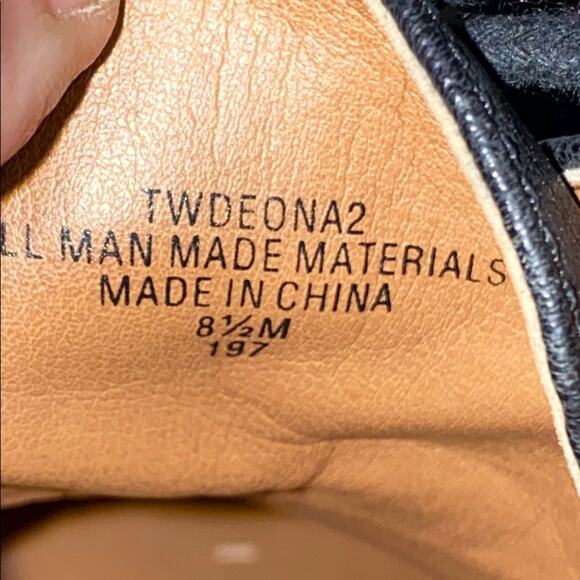 TWDEONA2
LL MAN MADE MATERIALS
MADE IN CHINA
8½M
197